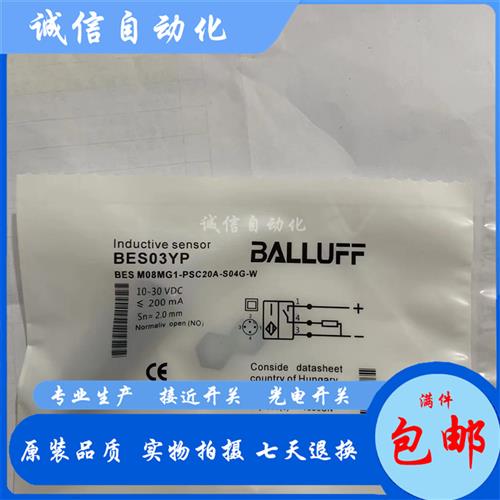 诚信自动化
诚信自动化
Inductive sensor
BES03YP
BALLUFF
BES M08MG1-PSC20A-S04G-W
10-30 VDC
≤ 200 mA
Sn= 2.0 mm
Normaliv open (NO)
1
4
3
+
−
CE
Conside datasheet
country of Hungary
专业生产 接近开关 光电开关
原装品质 实物拍摄 七天退换
满件
包邮